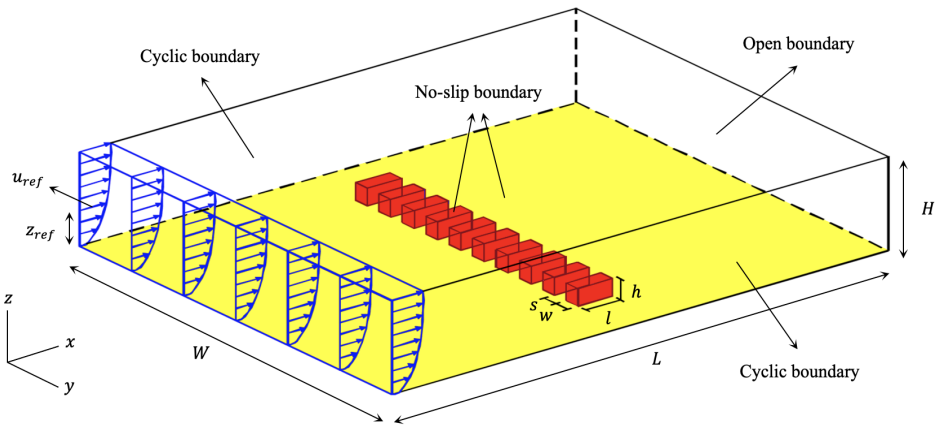 Cyclic boundary
Open boundary
No-slip boundary
u_ref
z_ref
H
h
s
w
l
z
x
y
W
L
Cyclic boundary